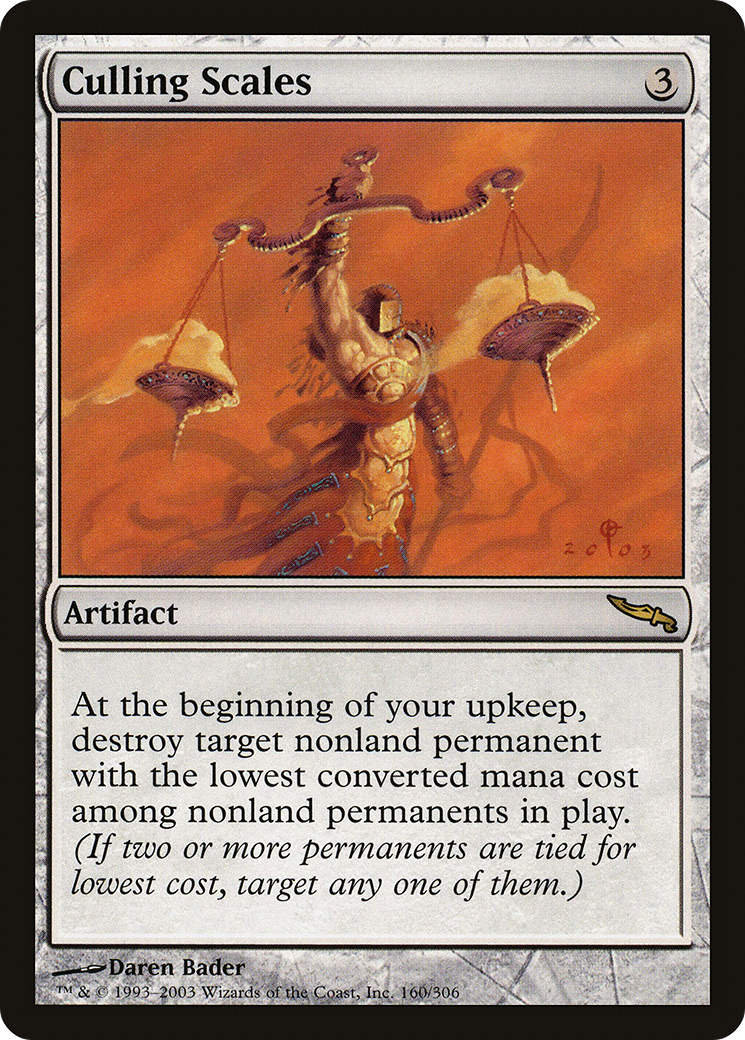 Culling Scales
3
2003
Artifact
At the beginning of your upkeep,
destroy target nonland permanent
with the lowest converted mana cost
among nonland permanents in play.
(If two or more permanents are tied for
lowest cost, target any one of them.)
Daren Bader
™ & © 1993–2003 Wizards of the Coast, Inc. 160/306